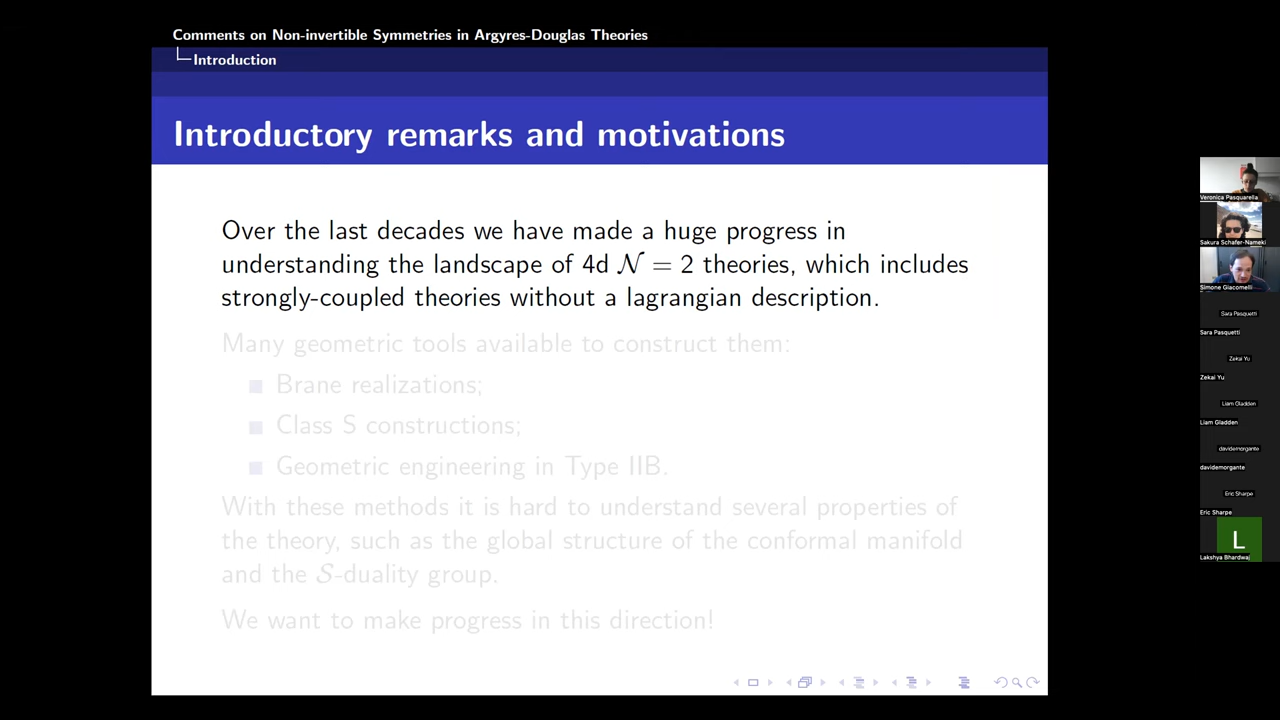 Comments on Non-invertible Symmetries in Argyres-Douglas Theories
Introduction
Introductory remarks and motivations
Over the last decades we have made a huge progress in
understanding the landscape of 4d 𝒩 = 2 theories, which includes
strongly-coupled theories without a lagrangian description.
Many geometric tools available to construct them:
Brane realizations;
Class S constructions;
Geometric engineering in Type IIB.
With these methods it is hard to understand several properties of
the theory, such as the global structure of the conformal manifold
and the 𝒮-duality group.
We want to make progress in this direction!
Veronica Pasquarella
Sakura Schafer-Nameki
Simone Giacomelli
Sara Pasquetti
Sara Pasquetti
Zekai Yu
Zekai Yu
Liam Gladden
Liam Gladden
davidemorgante
davidemorgante
Eric Sharpe
Eric Sharpe
L
Lakshya Bhardwaj